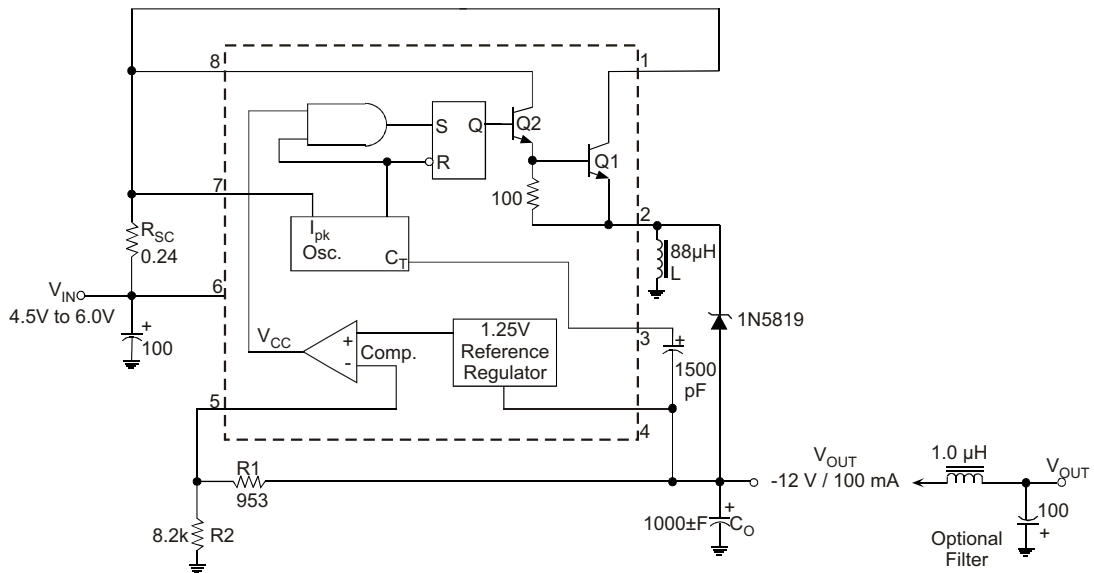 8
1
S
Q
Q2
R
Q1
7
100
2
Ipk
Osc.
CT
RSC
0.24
88µH
L
VIN
6
4.5V to 6.0V
+
100
1N5819
VCC
+
-
Comp.
1.25V
Reference
Regulator
3
+
1500
pF
5
4
R1
953
VOUT
-12 V / 100 mA
1.0 µH
VOUT
8.2k
R2
1000±F
+
CO
100
+
Optional
Filter